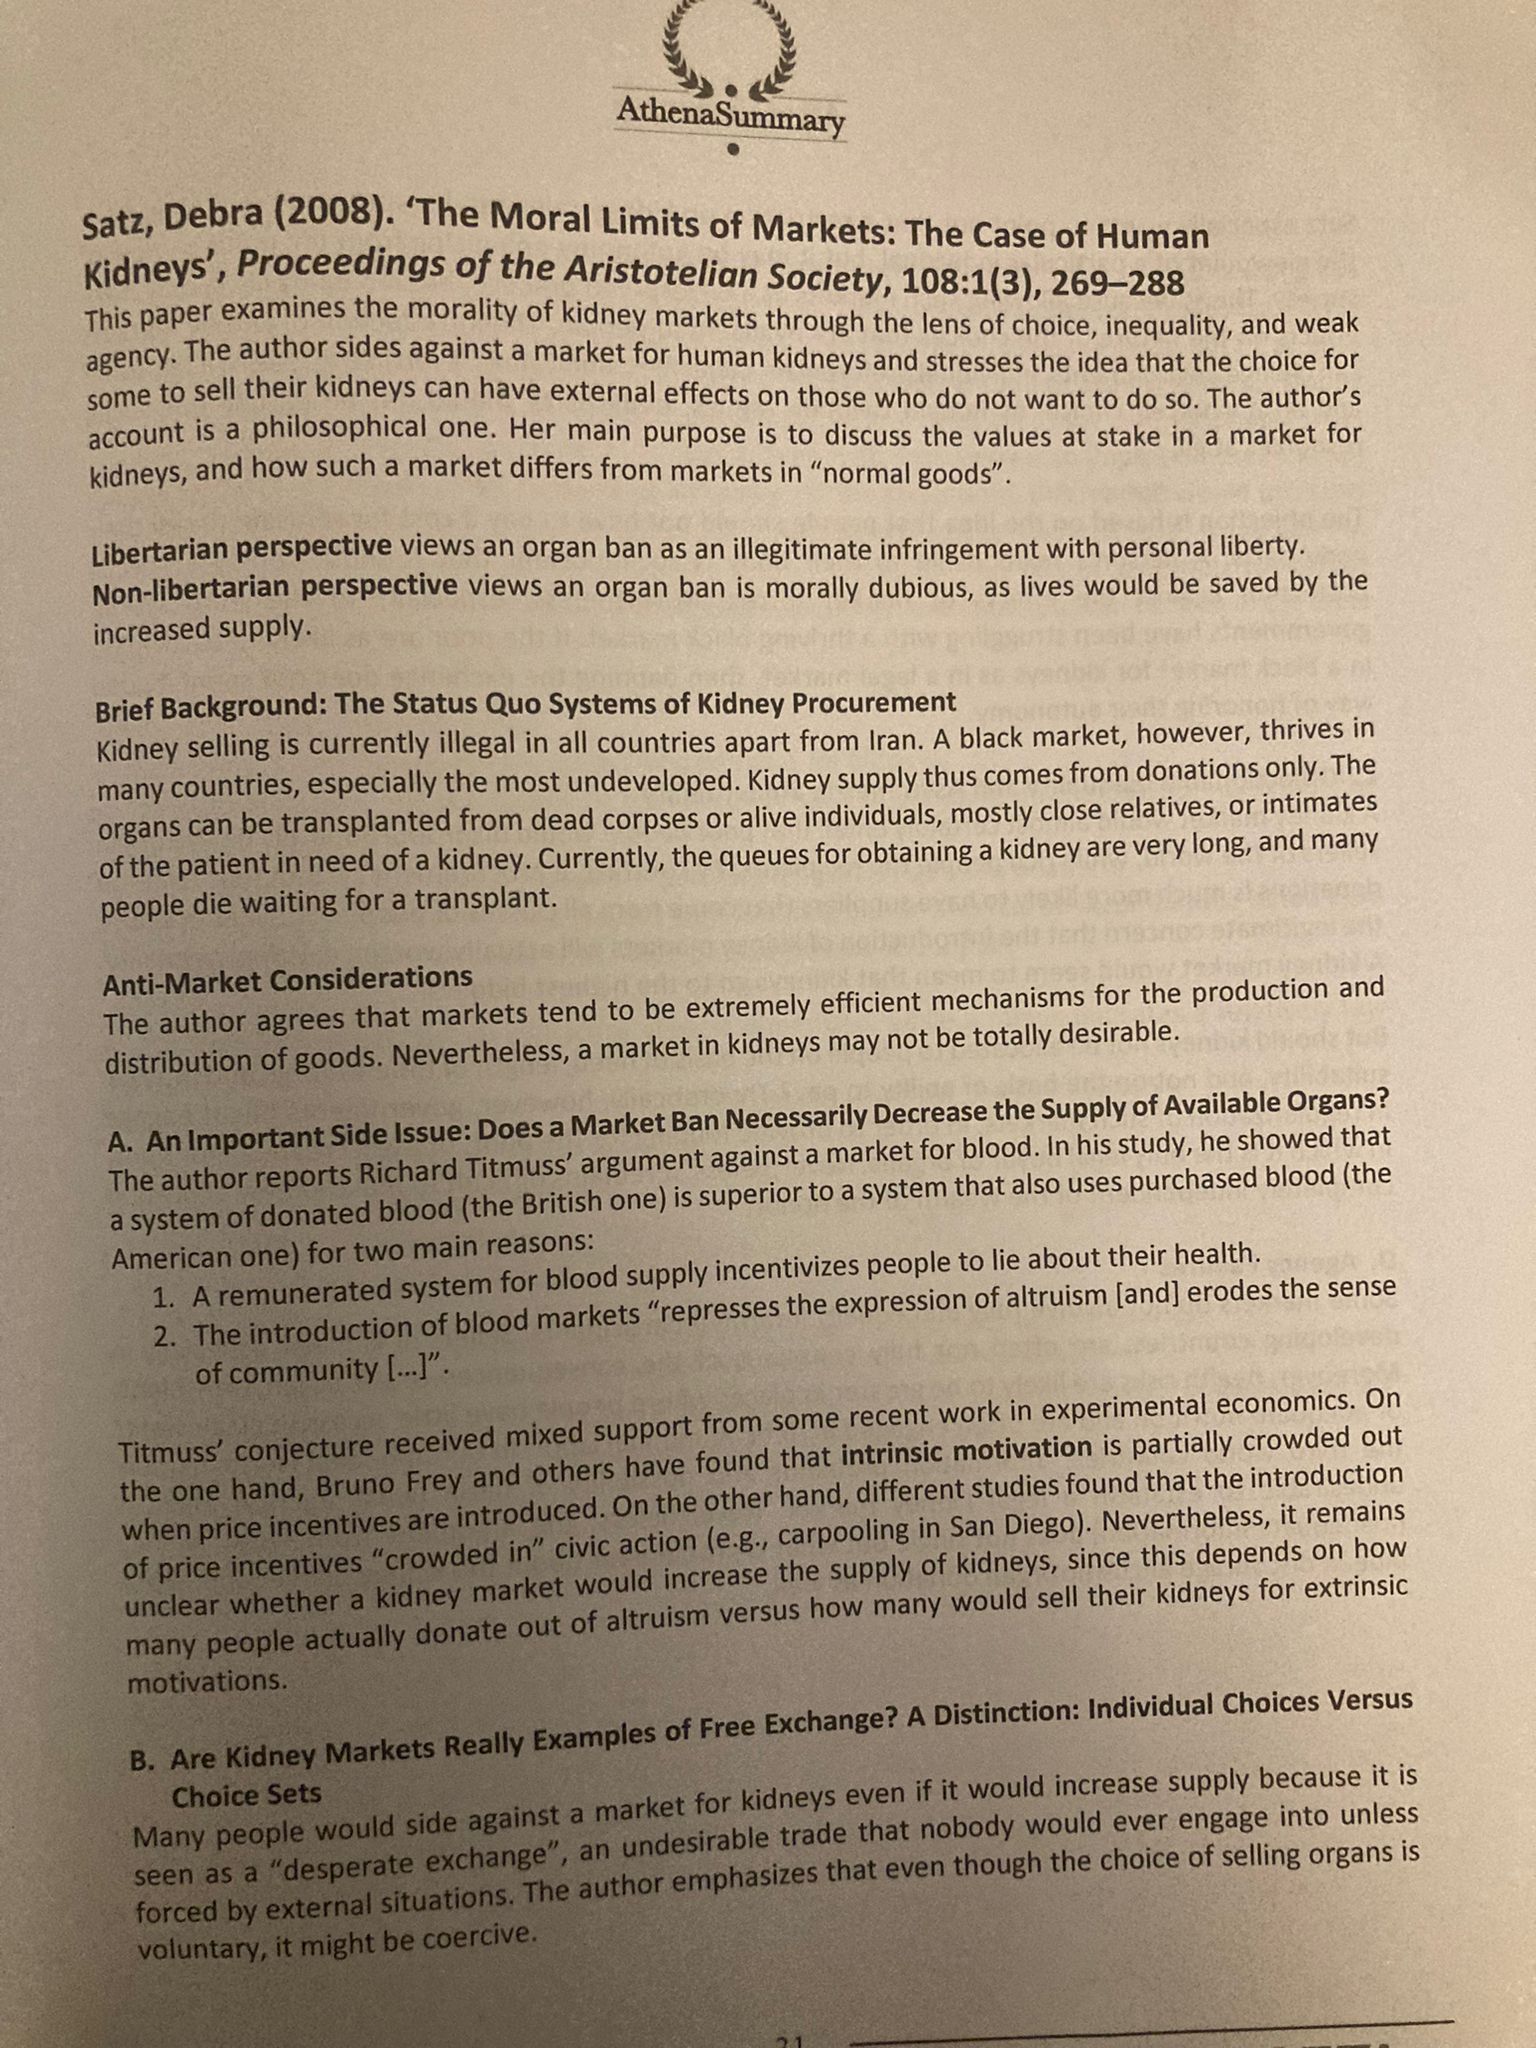 AthenaSummary
Satz, Debra (2008). ‘The Moral Limits of Markets: The Case of Human
Kidneys’, Proceedings of the Aristotelian Society, 108:1(3), 269–288
This paper examines the morality of kidney markets through the lens of choice, inequality, and weak
agency. The author sides against a market for human kidneys and stresses the idea that the choice for
some to sell their kidneys can have external effects on those who do not want to do so. The author’s
account is a philosophical one. Her main purpose is to discuss the values at stake in a market for
kidneys, and how such a market differs from markets in “normal goods”.
Libertarian perspective views an organ ban as an illegitimate infringement with personal liberty.
Non-libertarian perspective views an organ ban is morally dubious, as lives would be saved by the
increased supply.
Brief Background: The Status Quo Systems of Kidney Procurement
Kidney selling is currently illegal in all countries apart from Iran. A black market, however, thrives in
many countries, especially the most undeveloped. Kidney supply thus comes from donations only. The
organs can be transplanted from dead corpses or alive individuals, mostly close relatives, or intimates
of the patient in need of a kidney. Currently, the queues for obtaining a kidney are very long, and many
people die waiting for a transplant.
Anti-Market Considerations
The author agrees that markets tend to be extremely efficient mechanisms for the production and
distribution of goods. Nevertheless, a market in kidneys may not be totally desirable.
A. An Important Side Issue: Does a Market Ban Necessarily Decrease the Supply of Available Organs?
The author reports Richard Titmuss’ argument against a market for blood. In his study, he showed that
a system of donated blood (the British one) is superior to a system that also uses purchased blood (the
American one) for two main reasons:
1. A remunerated system for blood supply incentivizes people to lie about their health.
2. The introduction of blood markets “represses the expression of altruism [and] erodes the sense
of community [...]”.
Titmuss’ conjecture received mixed support from some recent work in experimental economics. On
the one hand, Bruno Frey and others have found that intrinsic motivation is partially crowded out
when price incentives are introduced. On the other hand, different studies found that the introduction
of price incentives “crowded in” civic action (e.g., carpooling in San Diego). Nevertheless, it remains
unclear whether a kidney market would increase the supply of kidneys, since this depends on how
many people actually donate out of altruism versus how many would sell their kidneys for extrinsic
motivations.
B. Are Kidney Markets Really Examples of Free Exchange? A Distinction: Individual Choices Versus
Choice Sets
Many people would side against a market for kidneys even if it would increase supply because it is
seen as a “desperate exchange”, an undesirable trade that nobody would ever engage into unless
forced by external situations. The author emphasizes that even though the choice of selling organs is
voluntary, it might be coercive.